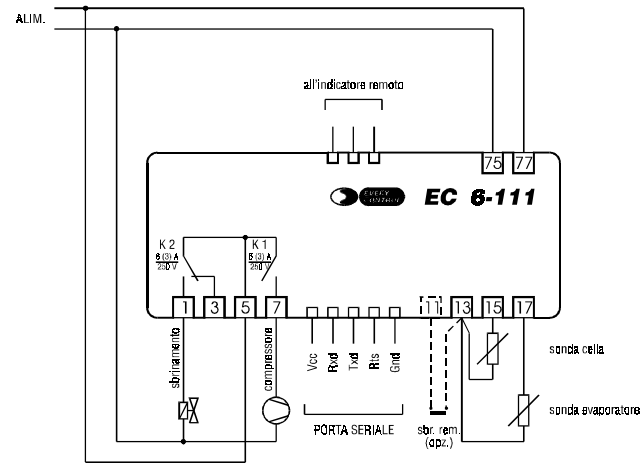 ALIM.
all'indicatore remoto
75 77
EVERY
CONTROL
EC 6-111
K 2
6 (3) A
250 V
K 1
6 (3) A
250 V
1 3 5 7 11 13 15 17
sbrinamento
compressore
Vcc
Rxd
Txd
Rts
Gnd
PORTA SERIALE
sbr. rem.
(opz.)
sonda cella
sonda evaporatore